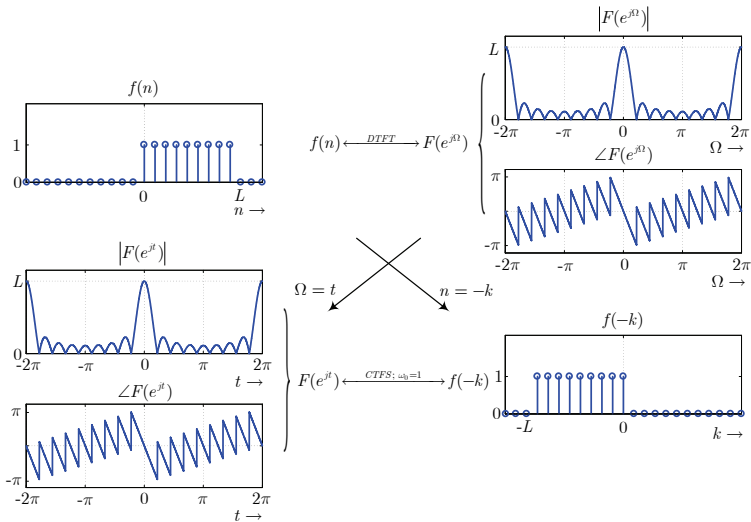 |F(e^{jΩ})|
L
0
-2π -π 0 π 2π
Ω →
f(n)
1
0
0 L
n →
f(n) ←DTFT→ F(e^{jΩ})
∠F(e^{jΩ})
π
-π
-2π -π 0 π 2π
Ω →
|F(e^{jt})|
L
0
-2π -π 0 π 2π
t →
Ω = t
n = -k
f(-k)
1
0
-L 0
k →
F(e^{jt}) ←CTFS; ω₀=1→ f(-k)
∠F(e^{jt})
π
-π
-2π -π 0 π 2π
t →